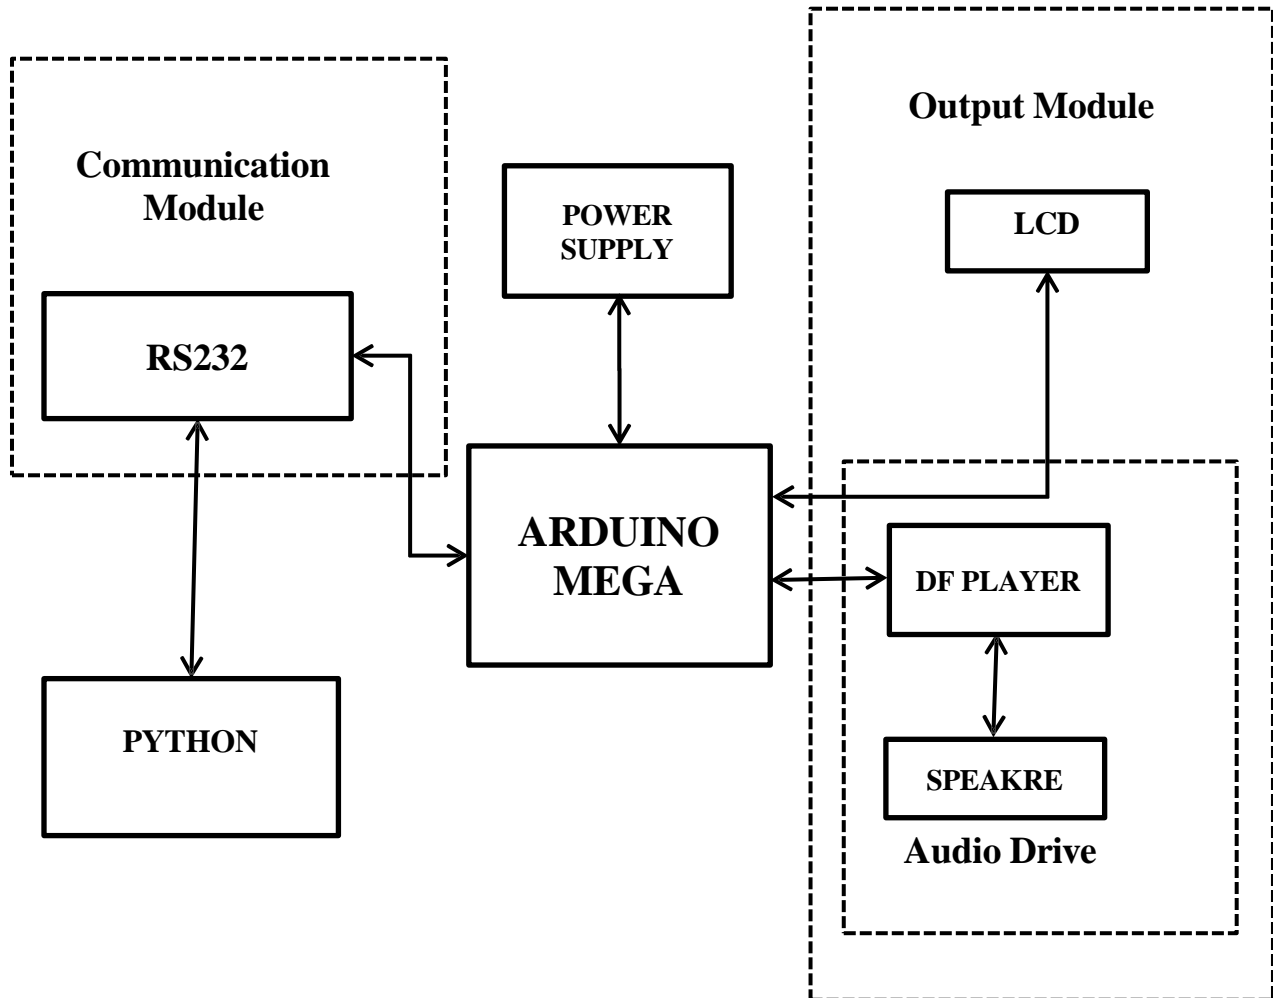 Communication
Module
RS232
PYTHON
POWER
SUPPLY
ARDUINO
MEGA
Output Module
LCD
DF PLAYER
SPEAKRE
Audio Drive